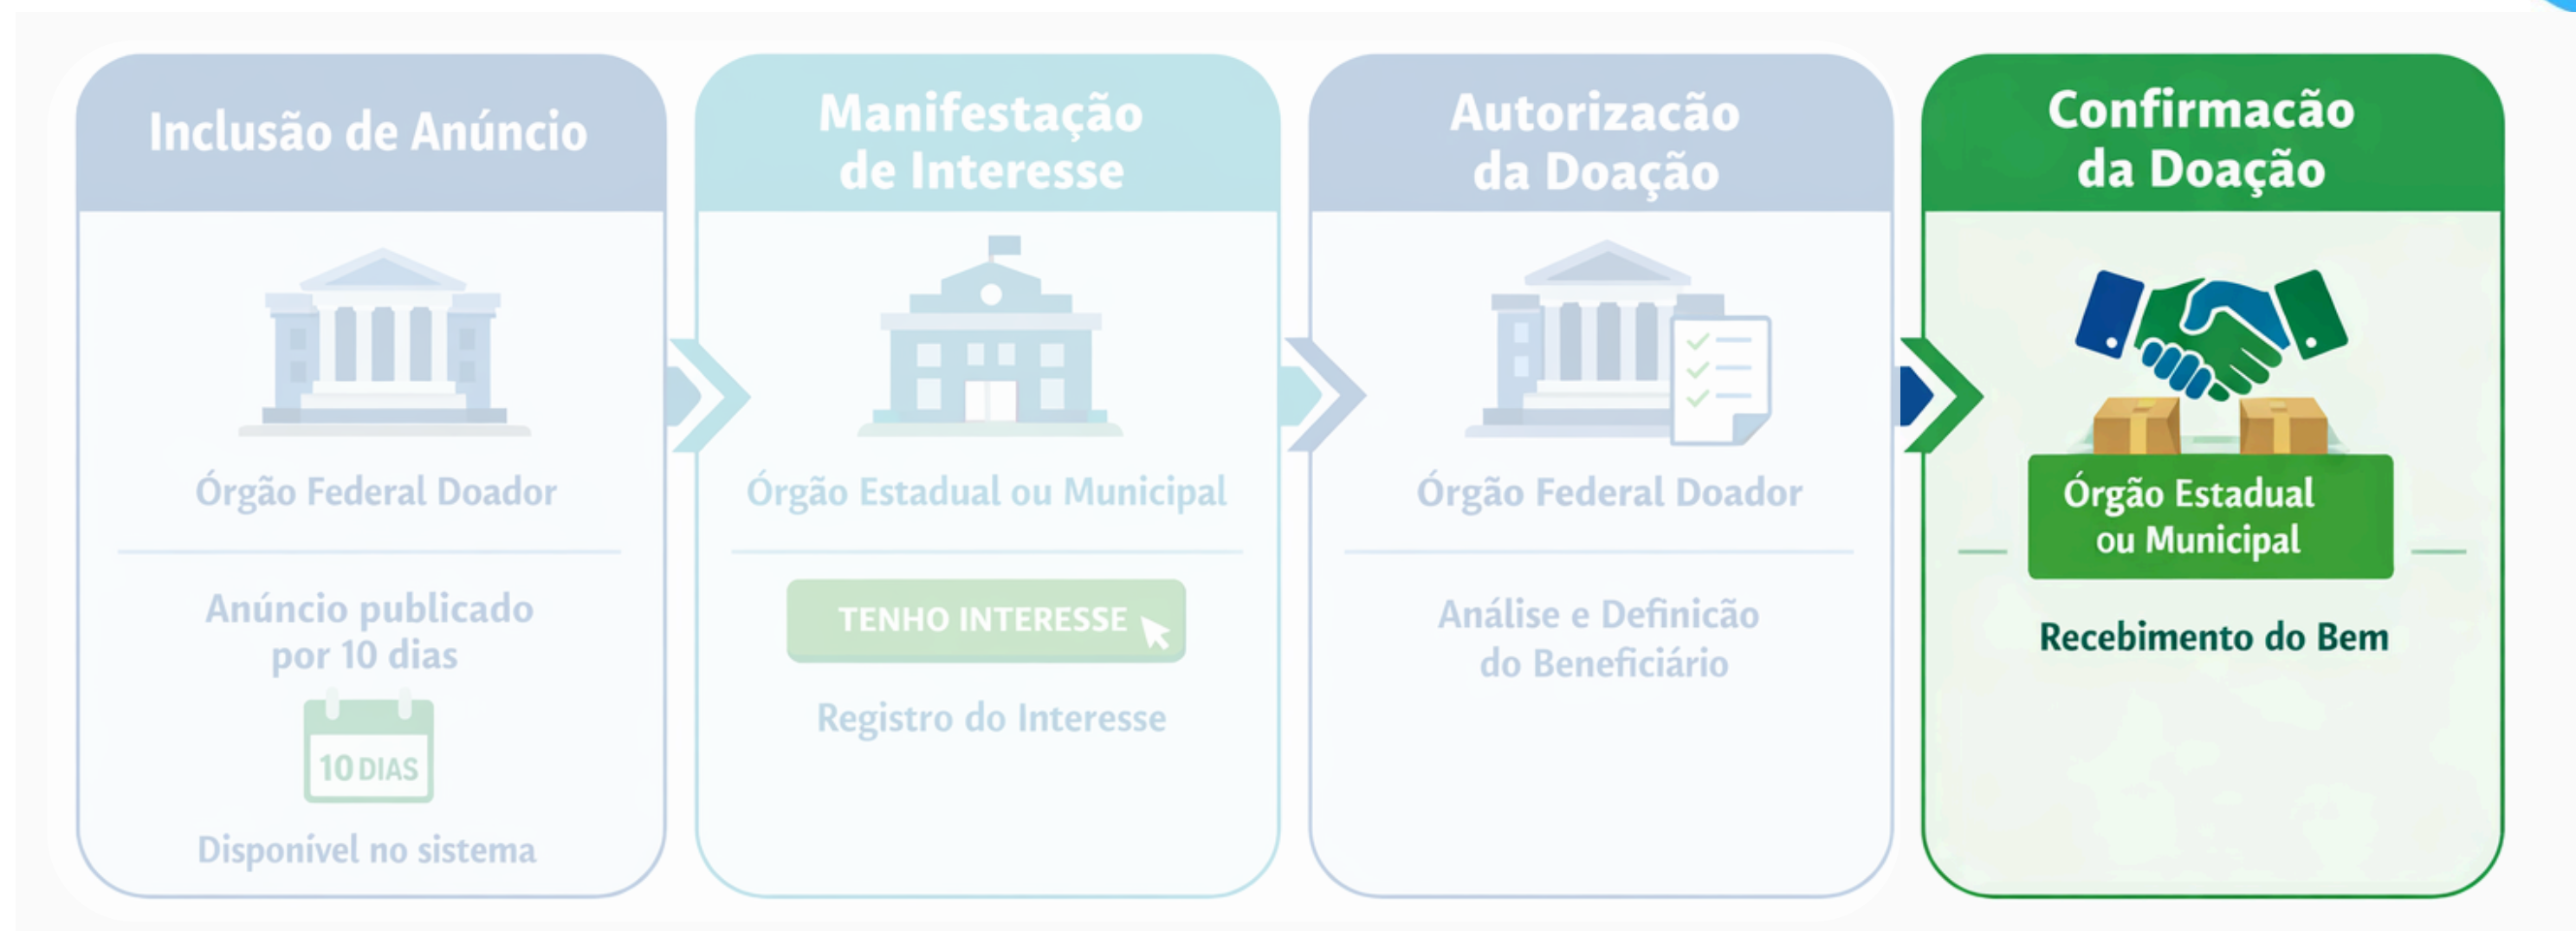 Inclusão de Anúncio
Órgão Federal Doador
Anúncio publicado
por 10 dias
10 DIAS
Disponível no sistema
Manifestação
de Interesse
Órgão Estadual ou Municipal
TENHO INTERESSE
Registro do Interesse
Autorizacão
da Doação
Órgão Federal Doador
Análise e Definicão
do Beneficiário
Confirmacão
da Doação
Órgão Estadual
ou Municipal
Recebimento do Bem